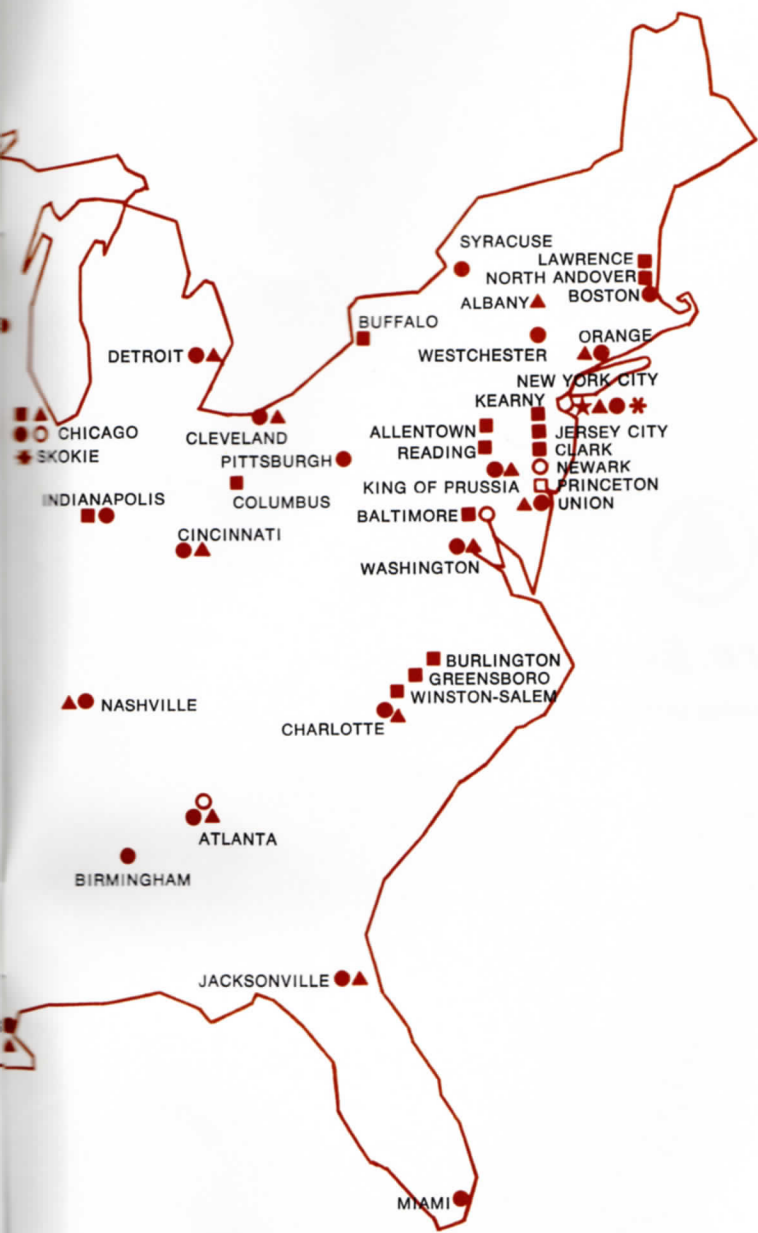 SYRACUSE
LAWRENCE
NORTH ANDOVER
BOSTON
ALBANY
BUFFALO
ORANGE
DETROIT
WESTCHESTER
NEW YORK CITY
KEARNY
ALLENTOWN
JERSEY CITY
CHICAGO
CLEVELAND
READING
CLARK
SKOKIE
PITTSBURGH
NEWARK
KING OF PRUSSIA
PRINCETON
INDIANAPOLIS
COLUMBUS
UNION
BALTIMORE
CINCINNATI
WASHINGTON
BURLINGTON
GREENSBORO
WINSTON-SALEM
NASHVILLE
CHARLOTTE
ATLANTA
BIRMINGHAM
JACKSONVILLE
MIAMI